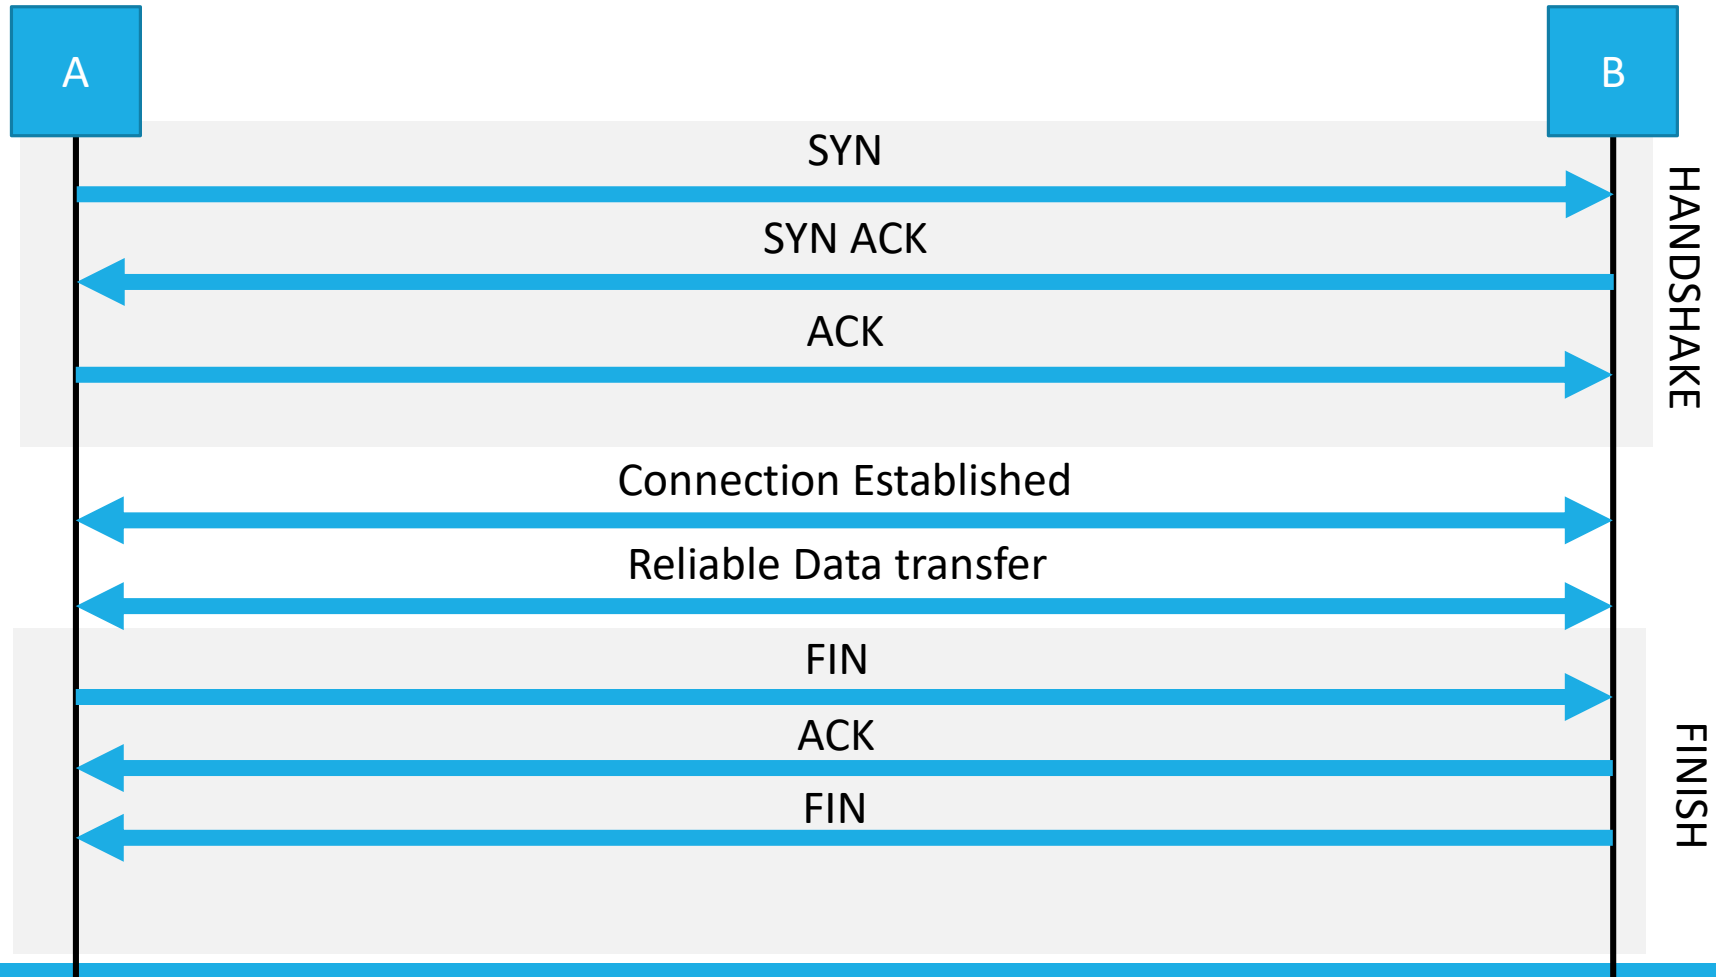 A
B
SYN
SYN ACK
ACK
HANDSHAKE
Connection Established
Reliable Data transfer
FIN
ACK
FIN
FINISH